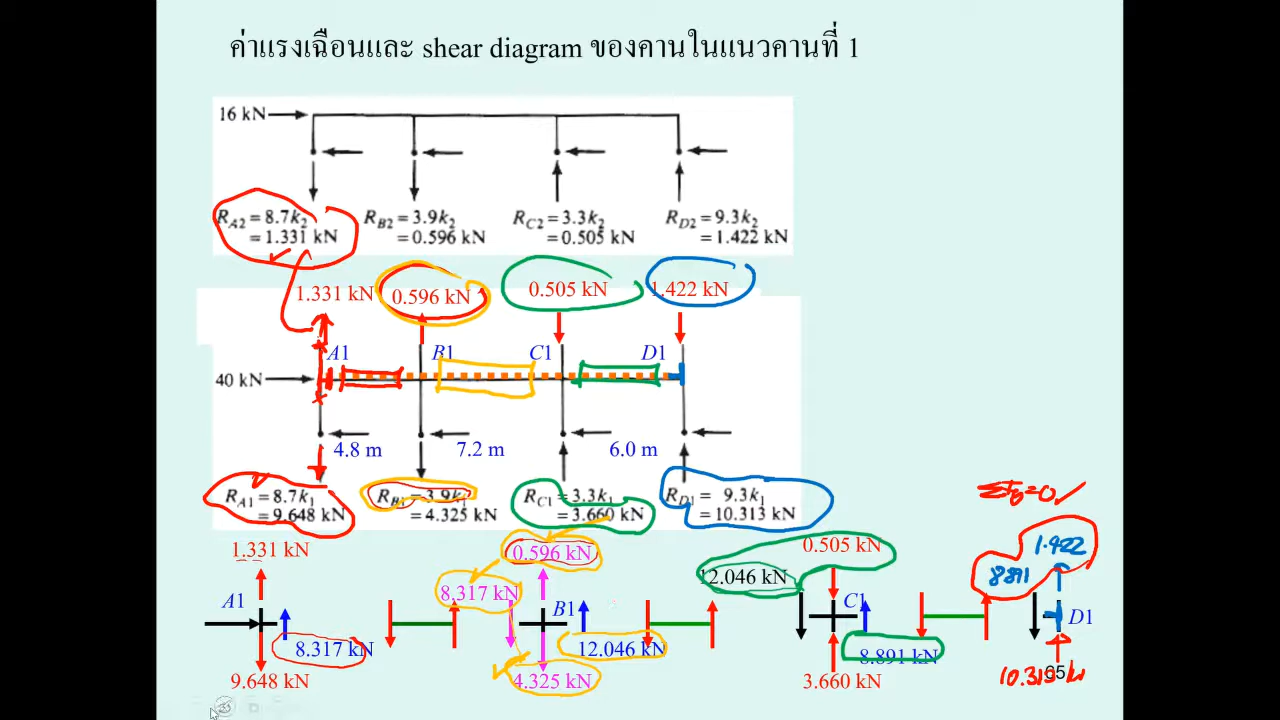 ค่าแรงเฉือนและ shear diagram ของคานในแนวคานที่ 1
16 kN
R_A2 = 8.7k_2
= 1.331 kN
R_B2 = 3.9k_2
= 0.596 kN
R_C2 = 3.3k_2
= 0.505 kN
R_D2 = 9.3k_2
= 1.422 kN
1.331 kN 0.596 kN 0.505 kN 1.422 kN
A1 B1 C1 D1
40 kN
4.8 m 7.2 m 6.0 m
R_A1 = 8.7k_1
= 9.648 kN
R_B1 = 3.9k_1
= 4.325 kN
R_C1 = 3.3k_1
= 3.660 kN
R_D1 = 9.3k_1
= 10.313 kN
ΣFy=0
1.331 kN 0.596 kN 0.505 kN 1.422
8.317 kN 12.046 kN 8.891
A1 B1 C1 D1
8.317 kN 12.046 kN 8.891 kN
9.648 kN 4.325 kN 3.660 kN
65